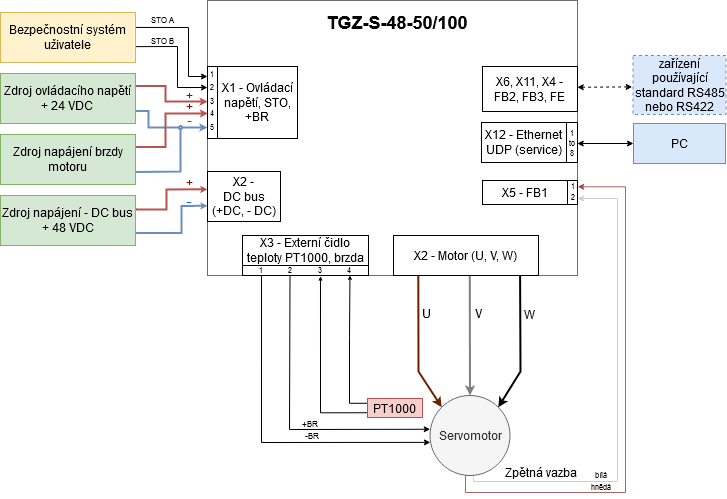 TGZ-S-48-50/100
Bezpečnostní systém
uživatele
STO A
STO B
Zdroj ovládacího napětí
+ 24 VDC
+
-
Zdroj napájení brzdy
motoru
+
Zdroj napájení - DC bus
+ 48 VDC
+
-
1
2
3
4
5
X1 - Ovládací
napětí, STO,
+BR
X2 -
DC bus
(+DC, - DC)
X6, X11, X4 -
FB2, FB3, FE
zařízení
používající
standard RS485
nebo RS422
X12 - Ethernet
UDP (service)
1
to
8
PC
X5 - FB1
1
2
X3 - Externí čidlo
teploty PT1000, brzda
1 2 3 4
X2 - Motor (U, V, W)
U
V
W
PT1000
+BR
-BR
Servomotor
Zpětná vazba
bílá
hnědá